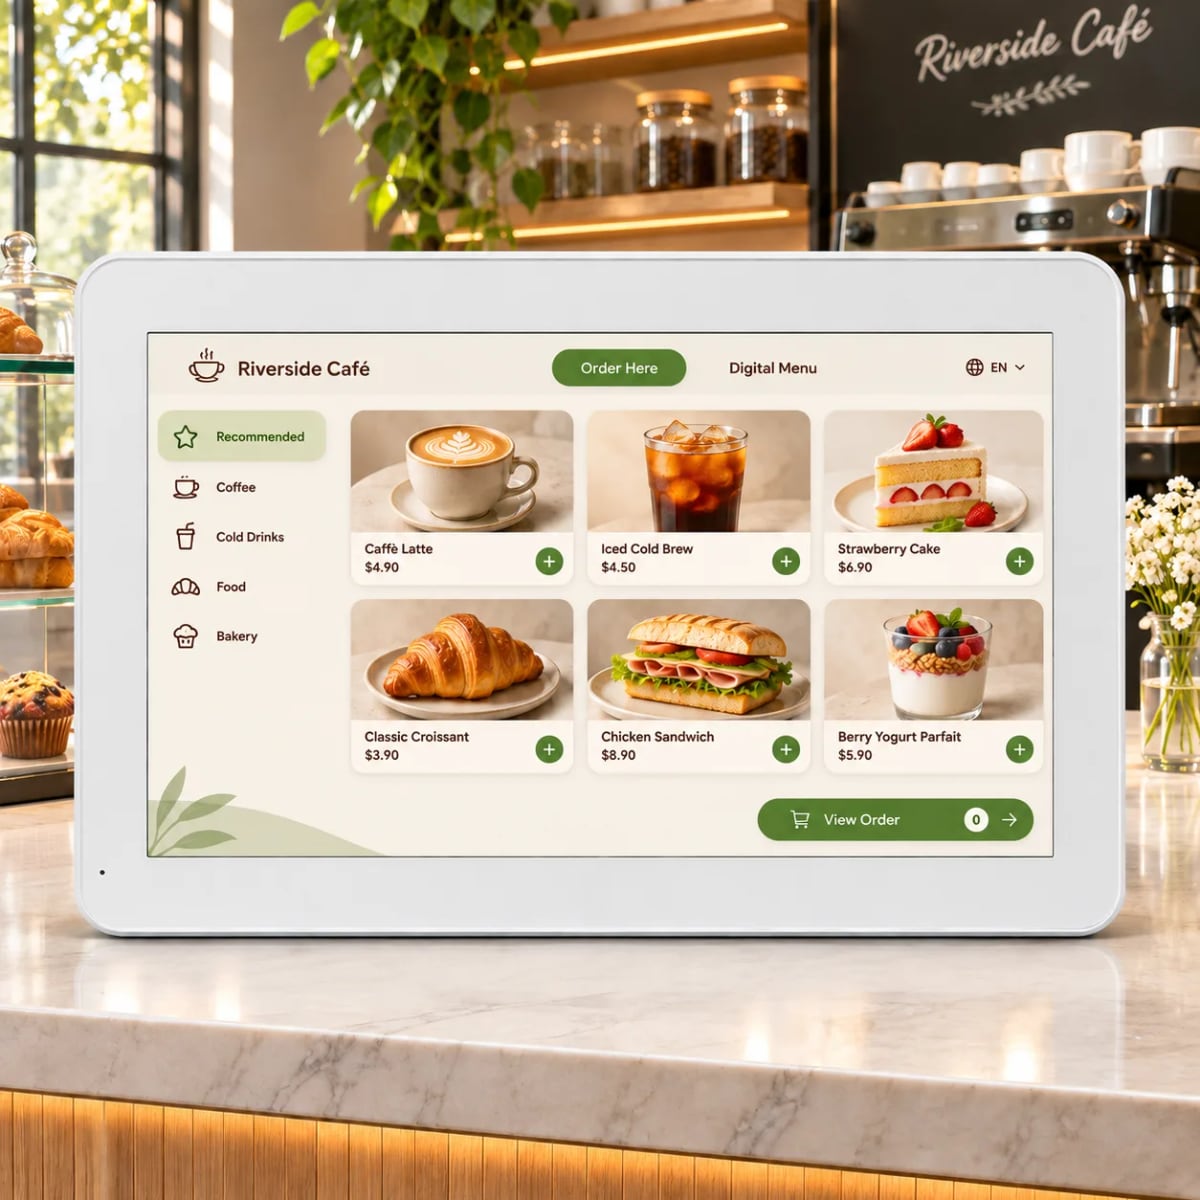 Riverside Café
Riverside Café
Order Here
Digital Menu
EN
Recommended
Coffee
Cold Drinks
Food
Bakery
Caffè Latte
$4.90
Iced Cold Brew
$4.50
Strawberry Cake
$6.90
Classic Croissant
$3.90
Chicken Sandwich
$8.90
Berry Yogurt Parfait
$5.90
View Order
0